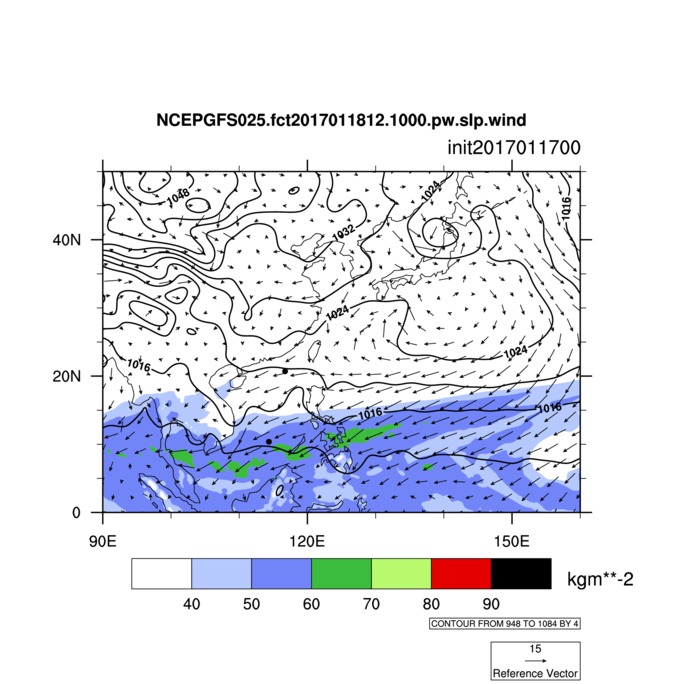 NCEPGFS025.fct2017011812.1000.pw.slp.wind
init2017011700
1048
1024
1016
1032
40N
1024
1024
1016
20N
1016
1016
0
0
90E 120E 150E
kgm**-2
40 50 60 70 80 90
CONTOUR FROM 948 TO 1084 BY 4
15
Reference Vector